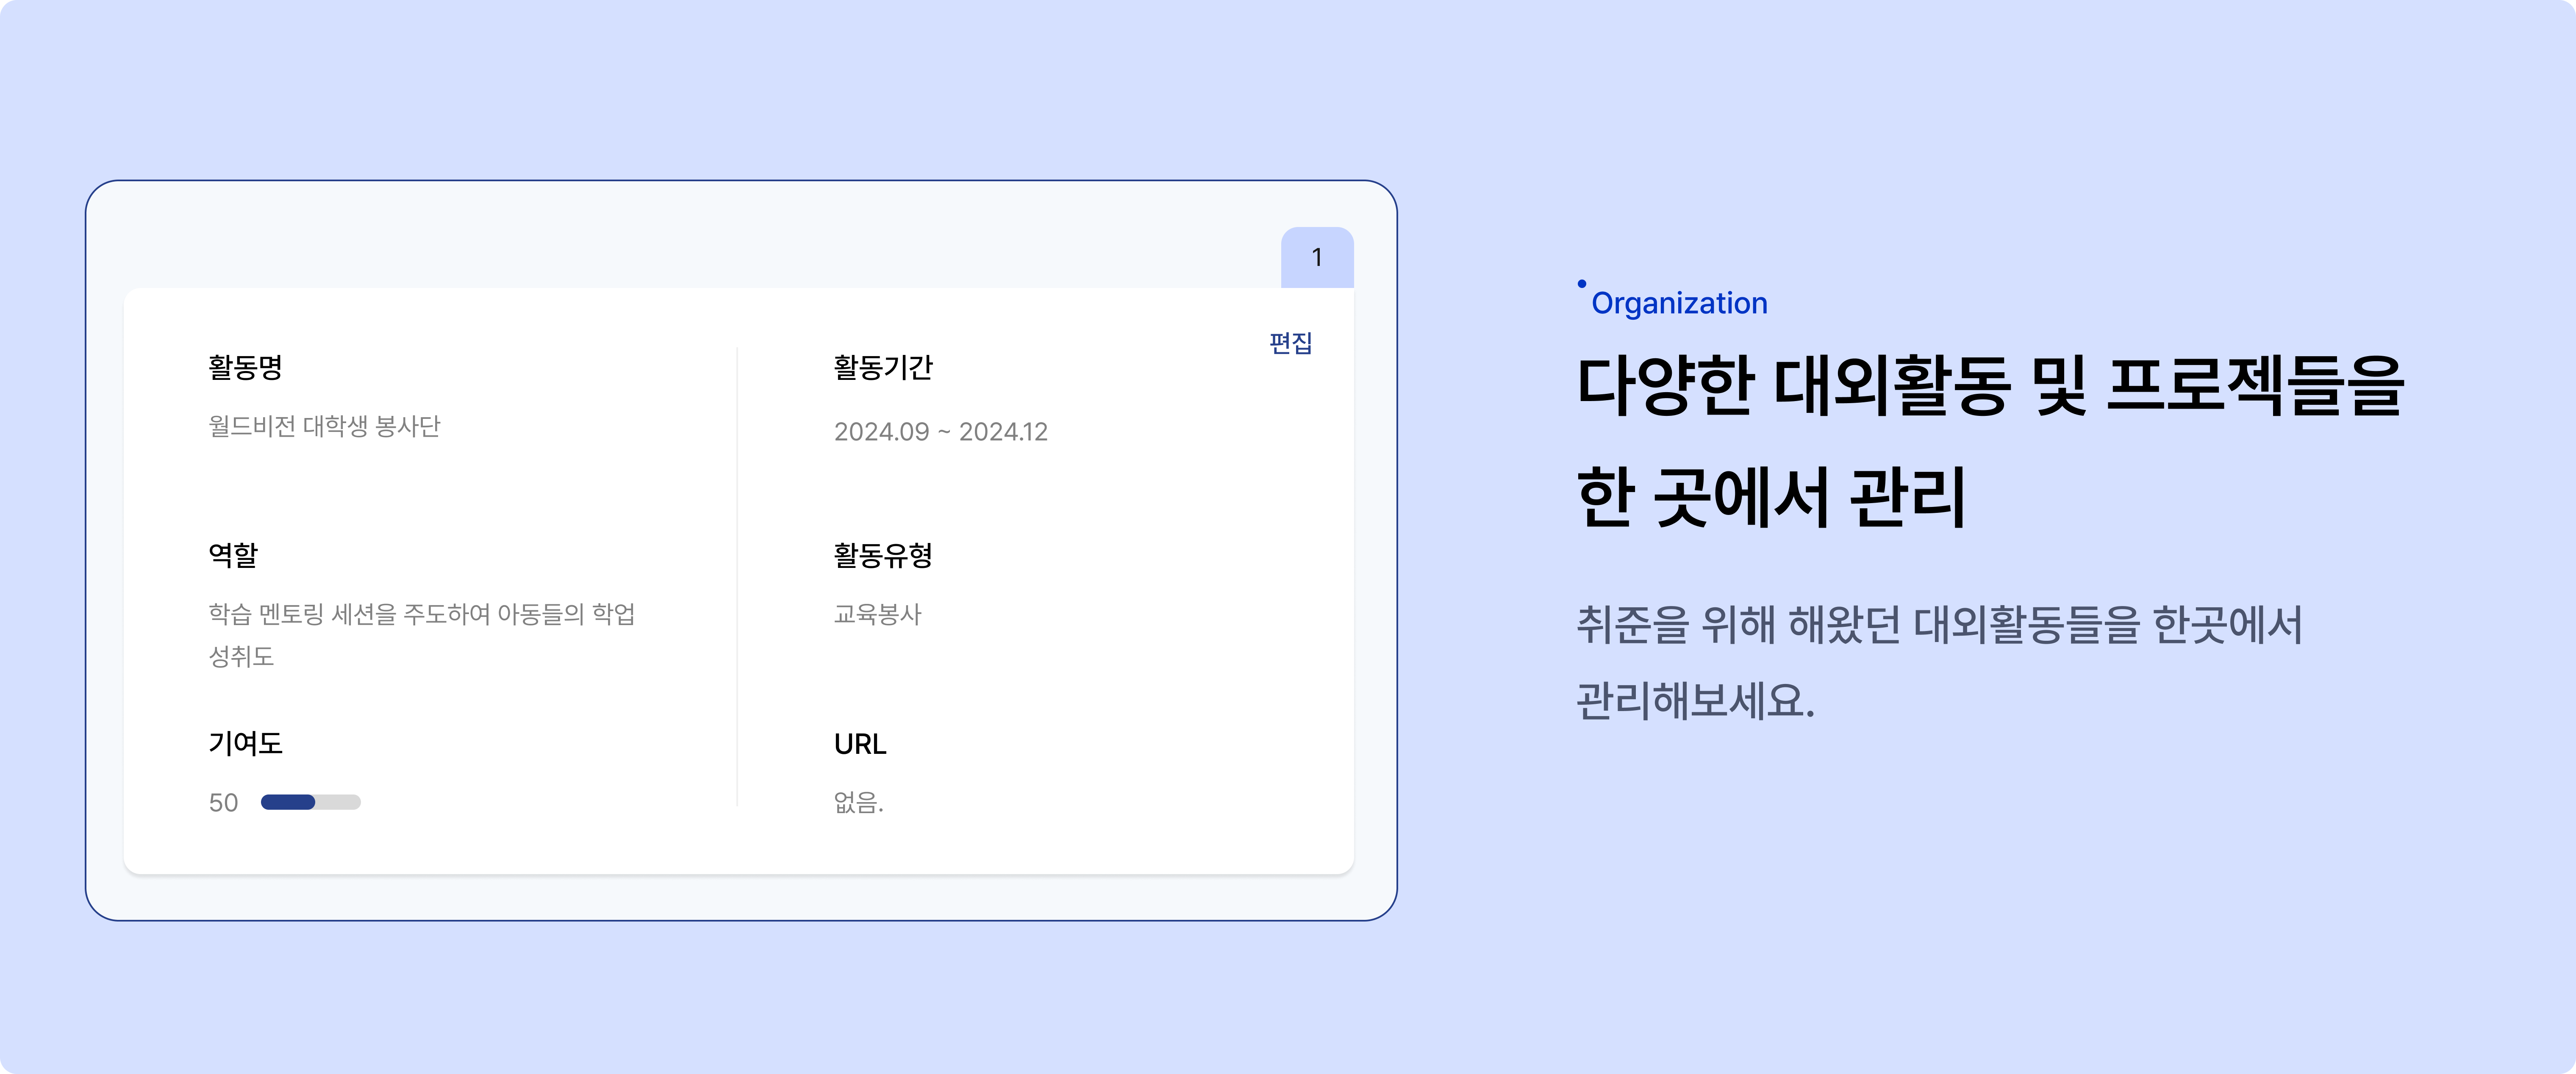 1
편집
활동명
월드비전 대학생 봉사단
활동기간
2024.09 ~ 2024.12
역할
학습 멘토링 세션을 주도하여 아동들의 학업
성취도
활동유형
교육봉사
기여도
50
URL
없음.
Organization
다양한 대외활동 및 프로젝들을
한 곳에서 관리
취준을 위해 해왔던 대외활동들을 한곳에서
관리해보세요.